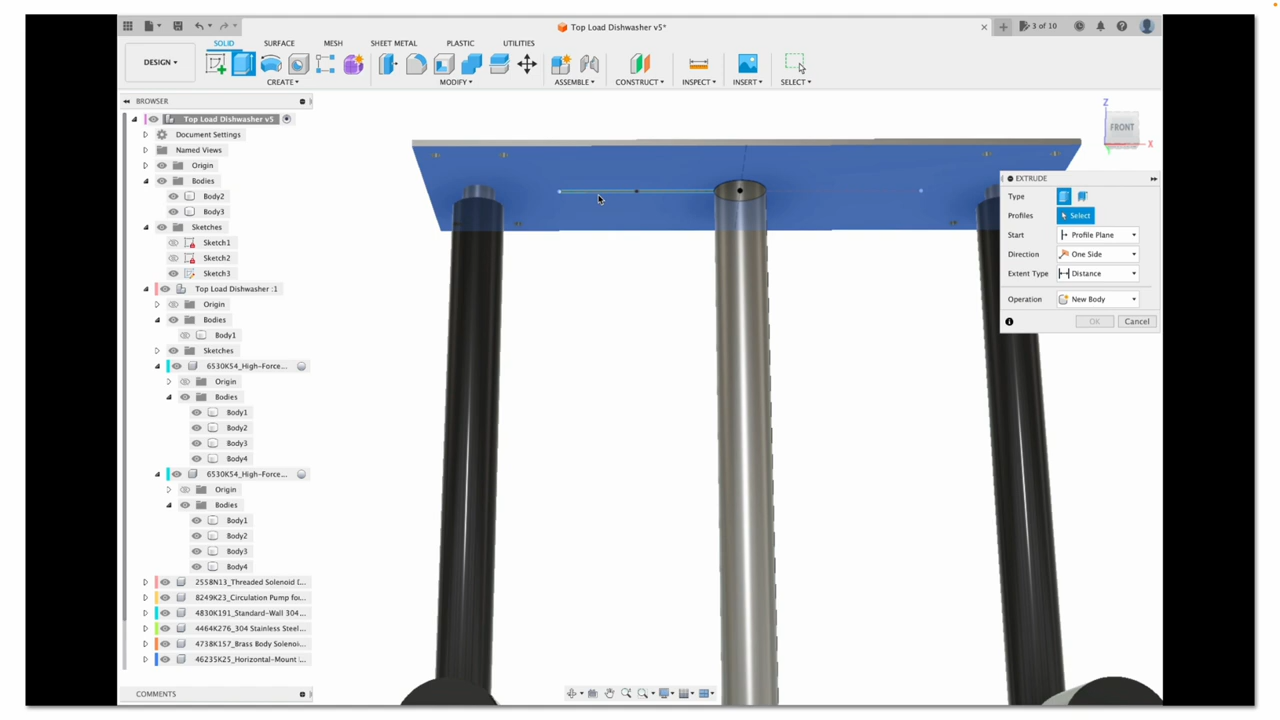 Top Load Dishwasher v5*
3 of 10
SOLID SURFACE MESH SHEET METAL PLASTIC UTILITIES
DESIGN
CREATE MODIFY ASSEMBLE CONSTRUCT INSPECT INSERT SELECT
BROWSER
Top Load Dishwasher v5
Document Settings
Named Views
Origin
Bodies
Body2
Body3
Sketches
Sketch1
Sketch2
Sketch3
Top Load Dishwasher :1
Origin
Bodies
Body1
Sketches
6530K54_High-Force...
Origin
Bodies
Body1
Body2
Body3
Body4
6530K54_High-Force...
Origin
Bodies
Body1
Body2
Body3
Body4
2558N13_Threaded Solenoid (...
8249K23_Circulation Pump for...
4830K191_Standard-Wall 304...
4464K276_304 Stainless Steel...
4738K157_Brass Body Solenoi...
46235K25_Horizontal-Mount ...
COMMENTS
Z
FRONT
X
EXTRUDE
Type
Profiles Select
Start Profile Plane
Direction One Side
Extent Type Distance
Operation New Body
OK Cancel